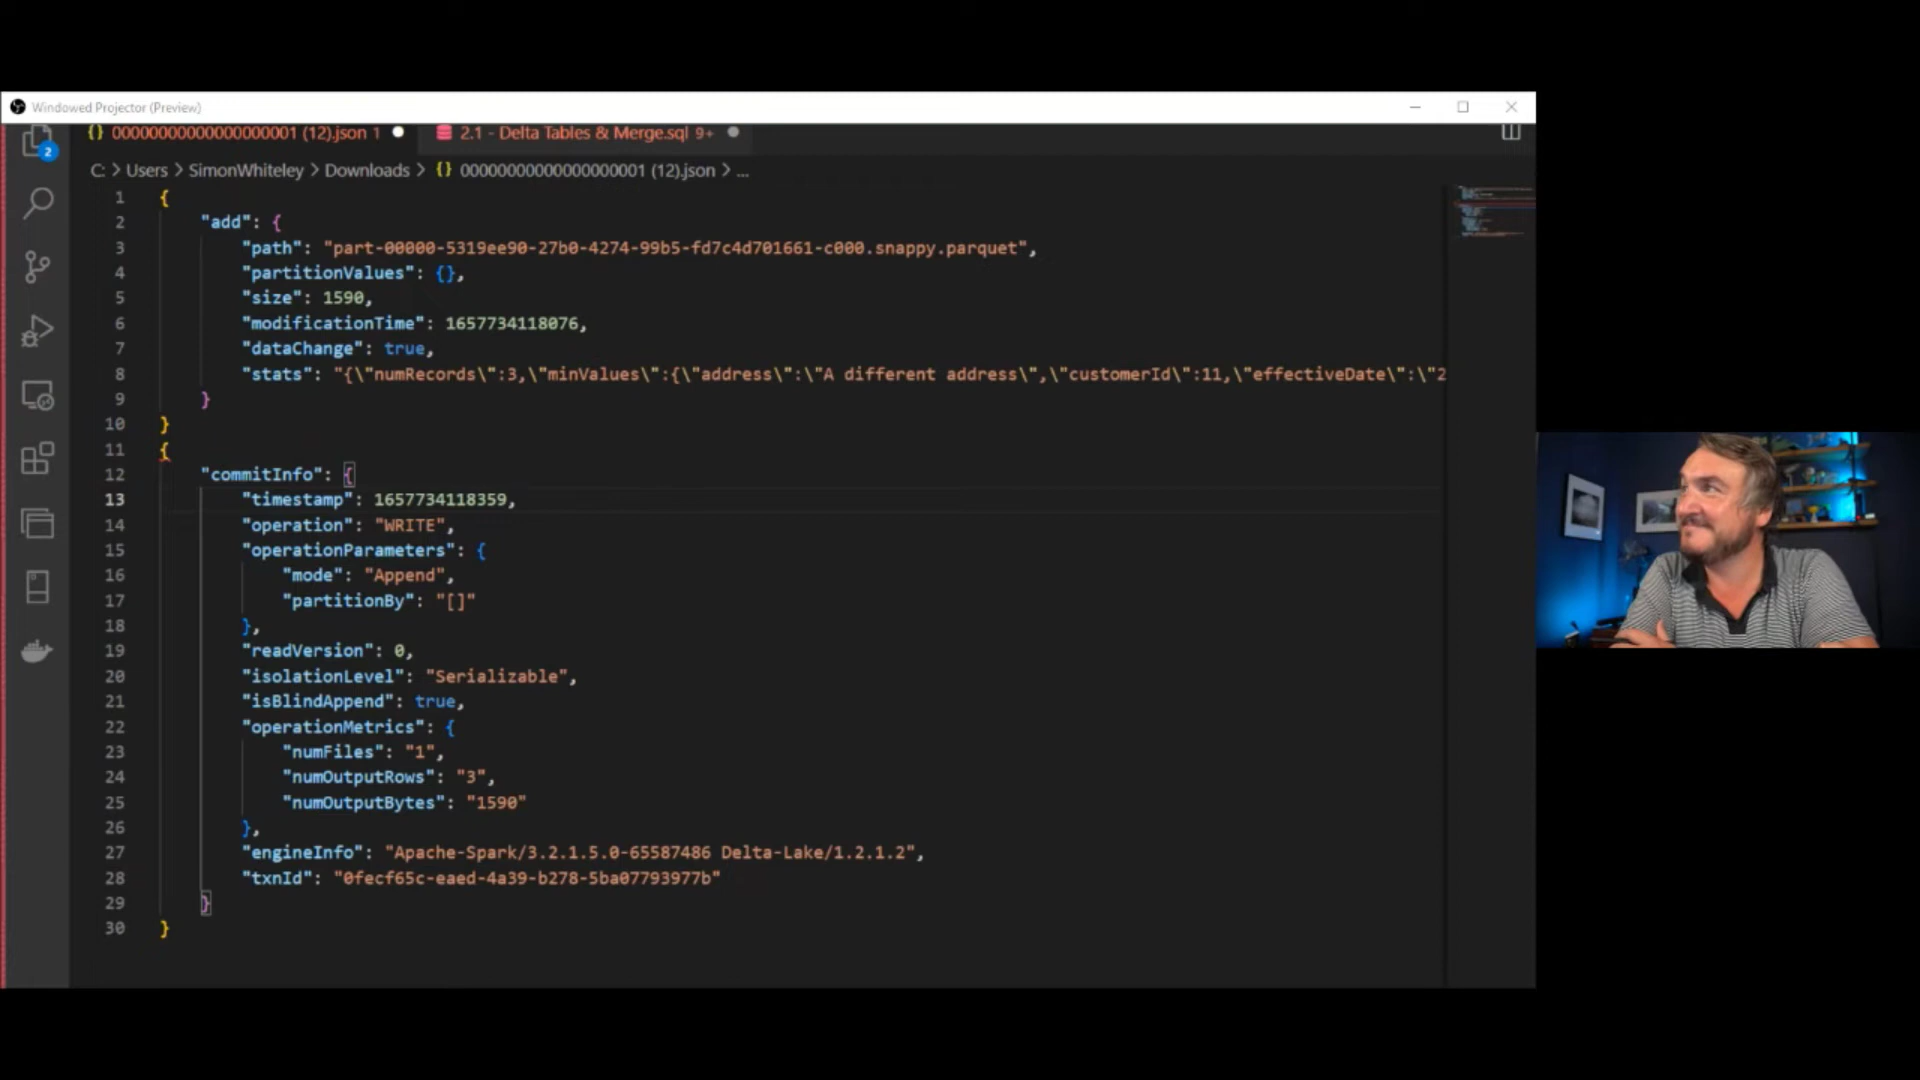 Windowed Projector (Preview)
{} 00000000000000000001 (12).json 1
2.1 - Delta Tables & Merge.sql 9+
C: > Users > SimonWhiteley > Downloads > {} 00000000000000000001 (12).json > ...
2
1 {
2 "add": {
3 "path": "part-00000-5319ee90-27b0-4274-99b5-fd7c4d701661-c000.snappy.parquet",
4 "partitionValues": {},
5 "size": 1590,
6 "modificationTime": 1657734118076,
7 "dataChange": true,
8 "stats": "{\"numRecords\":3,\"minValues\":{\"address\":\"A different address\",\"customerId\":11,\"effectiveDate\":\"2
9 }
10 }
11 {
12 "commitInfo": {
13 "timestamp": 1657734118359,
14 "operation": "WRITE",
15 "operationParameters": {
16 "mode": "Append",
17 "partitionBy": "[]"
18 },
19 "readVersion": 0,
20 "isolationLevel": "Serializable",
21 "isBlindAppend": true,
22 "operationMetrics": {
23 "numFiles": "1",
24 "numOutputRows": "3",
25 "numOutputBytes": "1590"
26 },
27 "engineInfo": "Apache-Spark/3.2.1.5.0-65587486 Delta-Lake/1.2.1.2",
28 "txnId": "0fecf65c-eaed-4a39-b278-5ba07793977b"
29 }
30 }